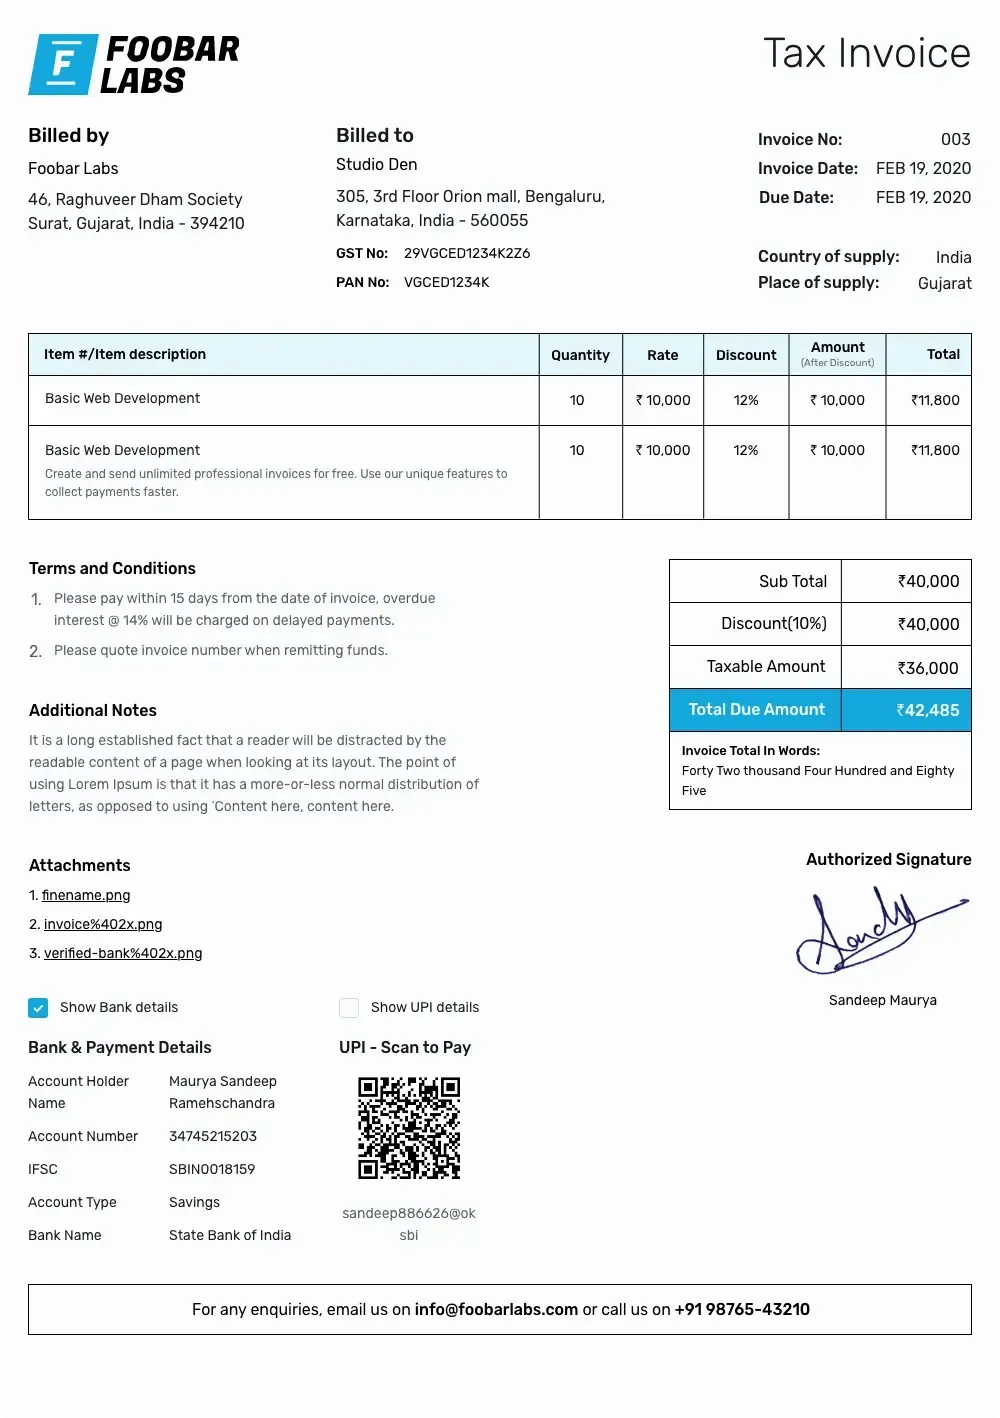 F
FOOBAR
LABS
Tax Invoice
Billed by
Foobar Labs
46, Raghuveer Dham Society
Surat, Gujarat, India - 394210
Billed to
Studio Den
305, 3rd Floor Orion mall, Bengaluru,
Karnataka, India - 560055
GST No: 29VGCED1234K2Z6
PAN No: VGCED1234K
Invoice No: 003
Invoice Date: FEB 19, 2020
Due Date: FEB 19, 2020
Country of supply: India
Place of supply: Gujarat
Item #/Item description Quantity Rate Discount Amount (After Discount) Total
Basic Web Development 10 ₹ 10,000 12% ₹ 10,000 ₹11,800
Basic Web Development 10 ₹ 10,000 12% ₹ 10,000 ₹11,800
Create and send unlimited professional invoices for free. Use our unique features to
collect payments faster.
Terms and Conditions
1. Please pay within 15 days from the date of invoice, overdue
interest @ 14% will be charged on delayed payments.
2. Please quote invoice number when remitting funds.
Additional Notes
It is a long established fact that a reader will be distracted by the
readable content of a page when looking at its layout. The point of
using Lorem Ipsum is that it has a more-or-less normal distribution of
letters, as opposed to using 'Content here, content here.
Sub Total ₹40,000
Discount(10%) ₹40,000
Taxable Amount ₹36,000
Total Due Amount ₹42,485
Invoice Total In Words:
Forty Two thousand Four Hundred and Eighty
Five
Attachments
1. finename.png
2. invoice%402x.png
3. verified-bank%402x.png
Authorized Signature
Sandy
Sandeep Maurya
Show Bank details
Show UPI details
Bank & Payment Details
Account Holder Maurya Sandeep
Name Ramehschandra
Account Number 34745215203
IFSC SBIN0018159
Account Type Savings
Bank Name State Bank of India
UPI - Scan to Pay
sandeep886626@ok
sbi
For any enquiries, email us on info@foobarlabs.com or call us on +91 98765-43210